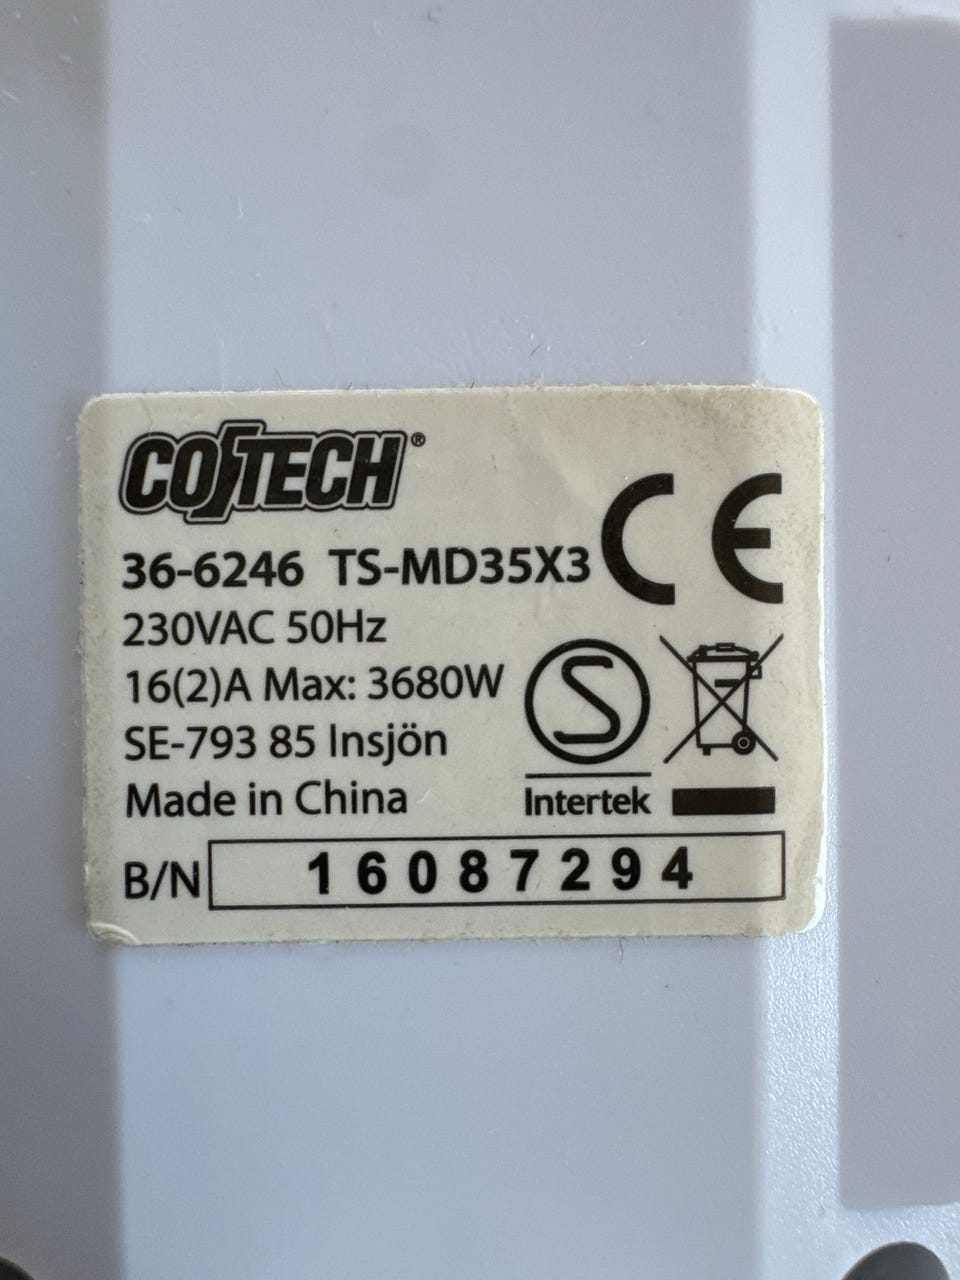 COTECH®
36-6246 TS-MD35X3
CE
230VAC 50Hz
16(2)A Max: 3680W
SE-793 85 Insjön
S
Intertek
Made in China
B/N 16087294